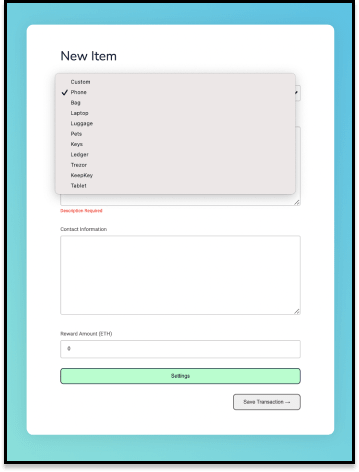 New Item
Custom
✓ Phone
Bag
Laptop
Luggage
Pets
Keys
Ledger
Trezor
KeepKey
Tablet
Description Required
Contact Information
Reward Amount (ETH)
0
Settings
Save Transaction →